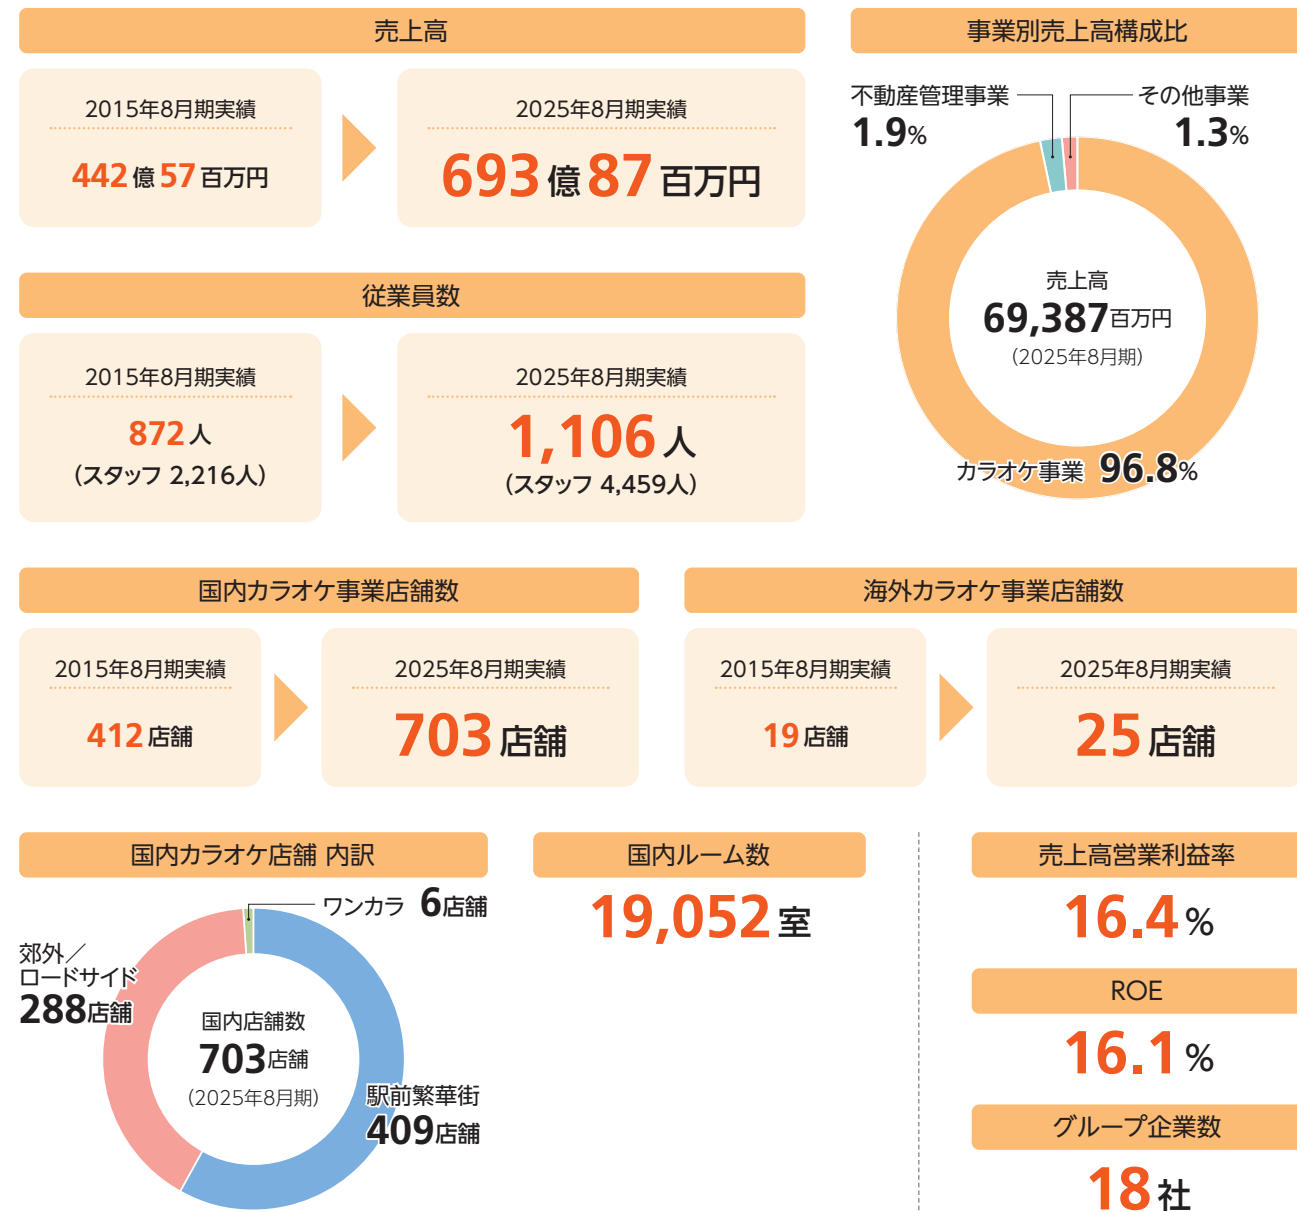 売上高
2015年8月期実績
442億57百万円
2025年8月期実績
693億87百万円
事業別売上高構成比
不動産管理事業
1.9%
その他事業
1.3%
売上高
69,387百万円
(2025年8月期)
カラオケ事業 96.8%
従業員数
2015年8月期実績
872人
(スタッフ 2,216人)
2025年8月期実績
1,106人
(スタッフ 4,459人)
国内カラオケ事業店舗数
2015年8月期実績
412店舗
2025年8月期実績
703店舗
海外カラオケ事業店舗数
2015年8月期実績
19店舗
2025年8月期実績
25店舗
国内カラオケ店舗 内訳
ワンカラ 6店舗
郊外／
ロードサイド
288店舗
国内店舗数
703店舗
(2025年8月期)
駅前繁華街
409店舗
国内ルーム数
19,052室
売上高営業利益率
16.4%
ROE
16.1%
グループ企業数
18社